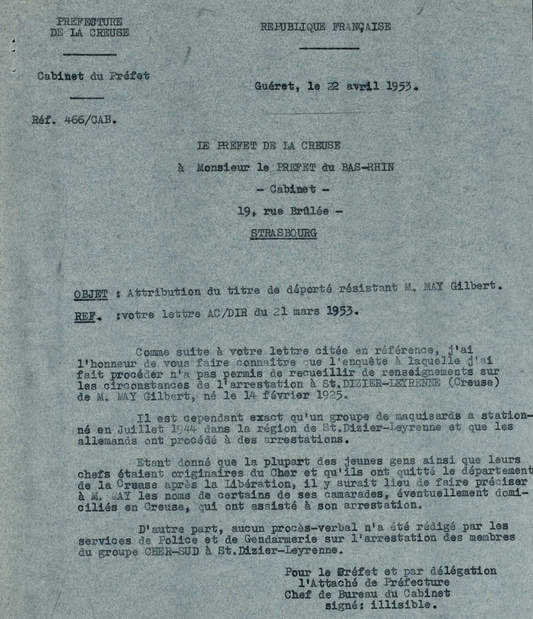 PREFECTURE
DE LA CREUSE
REPUBLIQUE FRANÇAISE
Cabinet du Préfet
Guéret, le 22 avril 1953.
Réf. 466/CAB.
LE PREFET DE LA CREUSE
à Monsieur le PREFET du BAS-RHIN
- Cabinet -
19, rue Brûlée -
STRASBOURG
OBJET : Attribution du titre de déporté résistant M. MAY Gilbert.
REF. :votre lettre AC/DIR du 21 mars 1953.
Comme suite à votre lettre citée en référence, j'ai
l'honneur de vous faire connaître que l'enquête à laquelle j'ai
fait procéder n'a pas permis de recueillir de renseignements sur
les circonstances de l'arrestation à St.DIZIER-LEYRENNE (Creuse)
de M. MAY Gilbert, né le 14 février 1925.
Il est cependant exact qu'un groupe de maquisards a station-
né en Juillet 1944 dans la région de St.Dizier-Leyrenne et que les
allemands ont procédé à des arrestations.
Etant donné que la plupart des jeunes gens ainsi que leurs
chefs étaient originaires du Cher et qu'ils ont quitté le département
de la Creuse après la Libération, il y aurait lieu de faire préciser
à M. MAY les noms de certains de ses camarades, éventuellement domi-
ciliés en Creuse, qui ont assisté à son arrestation.
D'autre part, aucun procès-verbal n'a été rédigé par les
services de Police et de Gendarmerie sur l'arrestation des membres
du groupe CHER-SUD à St.Dizier-Leyrenne.
Pour le Préfet et par délégation
l'Attaché de Préfecture
Chef de Bureau du Cabinet
signé: illisible.